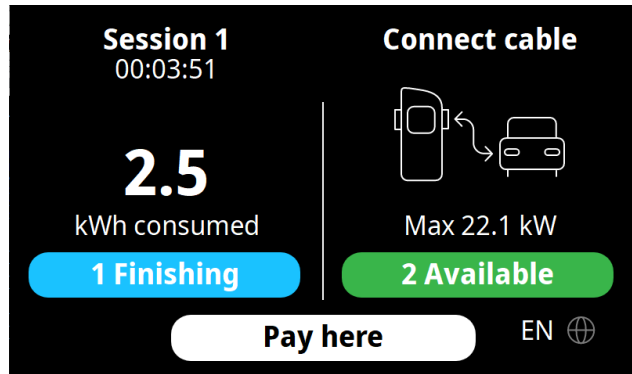 Session 1
00:03:51
2.5
kWh consumed
1 Finishing
Connect cable
Max 22.1 kW
2 Available
Pay here
EN